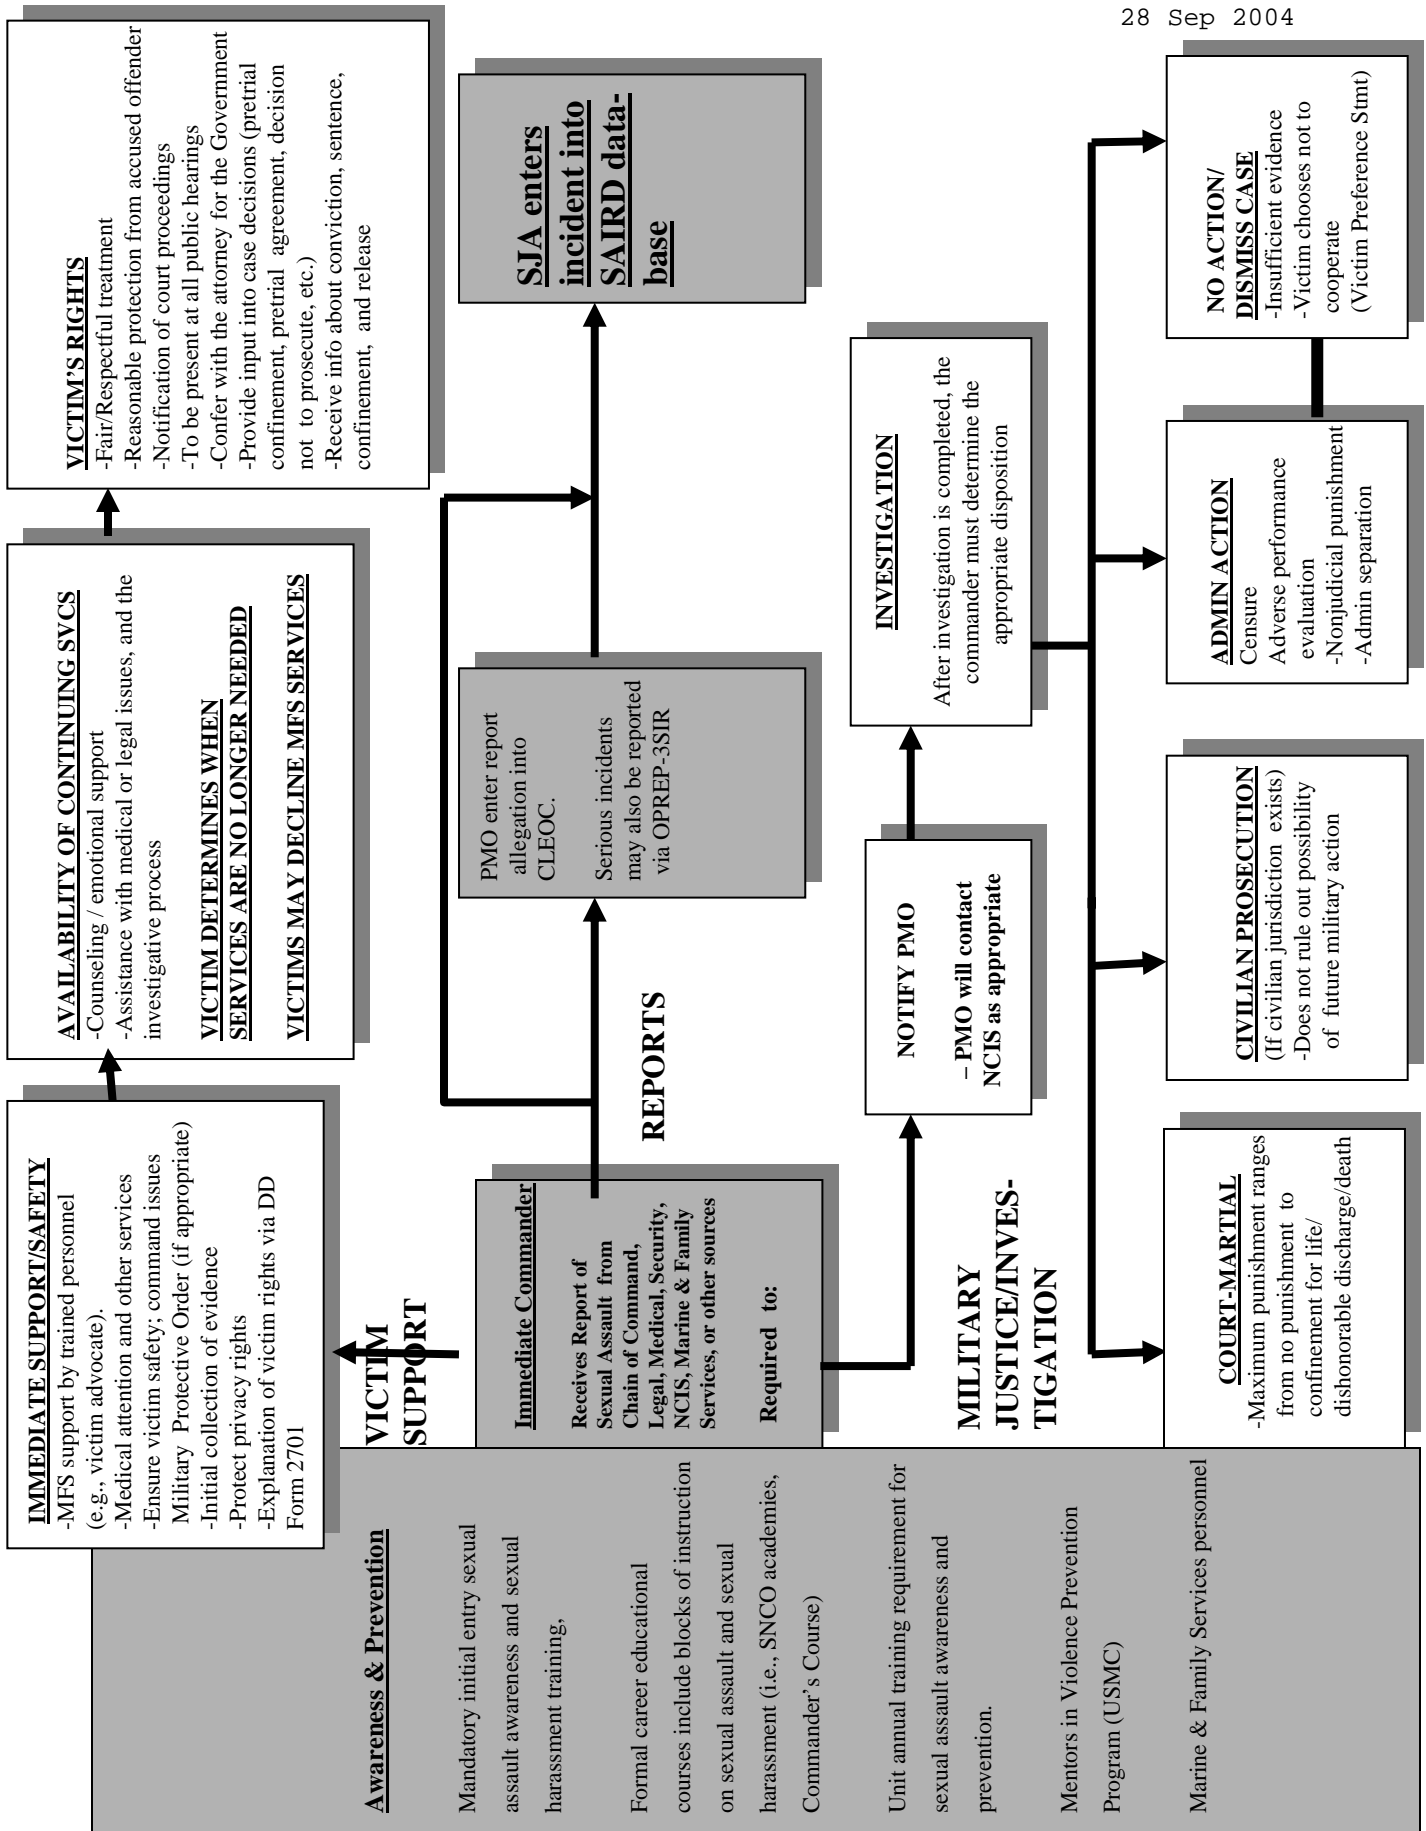 28 Sep 2004
Awareness & Prevention
Mandatory initial entry sexual
assault awareness and sexual
harassment training,
Formal career educational
courses include blocks of instruction
on sexual assault and sexual
harassment (i.e., SNCO academies,
Commander's Course)
Unit annual training requirement for
sexual assault awareness and
prevention.
Mentors in Violence Prevention
Program (USMC)
Marine & Family Services personnel
IMMEDIATE SUPPORT/SAFETY
-MFS support by trained personnel
(e.g., victim advocate).
-Medical attention and other services
-Ensure victim safety; command issues
Military Protective Order (if appropriate)
-Initial collection of evidence
-Protect privacy rights
-Explanation of victim rights via DD
Form 2701
AVAILABILITY OF CONTINUING SVCS
-Counseling / emotional support
-Assistance with medical or legal issues, and the
investigative process
VICTIM DETERMINES WHEN
SERVICES ARE NO LONGER NEEDED
VICTIMS MAY DECLINE MFS SERVICES
VICTIM'S RIGHTS
-Fair/Respectful treatment
-Reasonable protection from accused offender
-Notification of court proceedings
-To be present at all public hearings
-Confer with the attorney for the Government
-Provide input into case decisions (pretrial
confinement, pretrial agreement, decision
not to prosecute, etc.)
-Receive info about conviction, sentence,
confinement, and release
VICTIM
SUPPORT
Immediate Commander
Receives Report of
Sexual Assault from
Chain of Command,
Legal, Medical, Security,
NCIS, Marine & Family
Services, or other sources
Required to:
REPORTS
PMO enter report
allegation into
CLEOC.
Serious incidents
may also be reported
via OPREP-3SIR
SJA enters
incident into
SAIRD data-
base
MILITARY
JUSTICE/INVES-
TIGATION
NOTIFY PMO
– PMO will contact
NCIS as appropriate
INVESTIGATION
After investigation is completed, the
commander must determine the
appropriate disposition
COURT-MARTIAL
-Maximum punishment ranges
from no punishment to
confinement for life/
dishonorable discharge/death
CIVILIAN PROSECUTION
(If civilian jurisdiction exists)
-Does not rule out possibility
of future military action
ADMIN ACTION
Censure
Adverse performance
evaluation
-Nonjudicial punishment
-Admin separation
NO ACTION/
DISMISS CASE
-Insufficient evidence
-Victim chooses not to
cooperate
(Victim Preference Stmt)